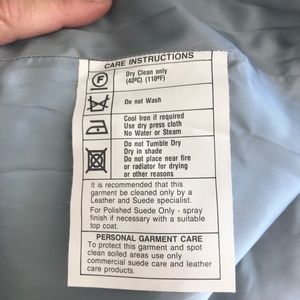 CARE INSTRUCTIONS
F
Dry Clean only
(40ºC) (110ºF)
Do not Wash
Cool Iron if required
Use dry press cloth
No Water or Steam
Do not Tumble Dry
Dry in shade
Do not place near fire
or radiator for drying
or other reasons
It is recommended that this
garment be cleaned only by a
Leather and Suede specialist.
For Polished Suede Only - spray
finish if necessary with a suitable
top coat.
PERSONAL GARMENT CARE
To protect this garment and spot
clean soiled areas use only
commercial suede care and leather
care products.